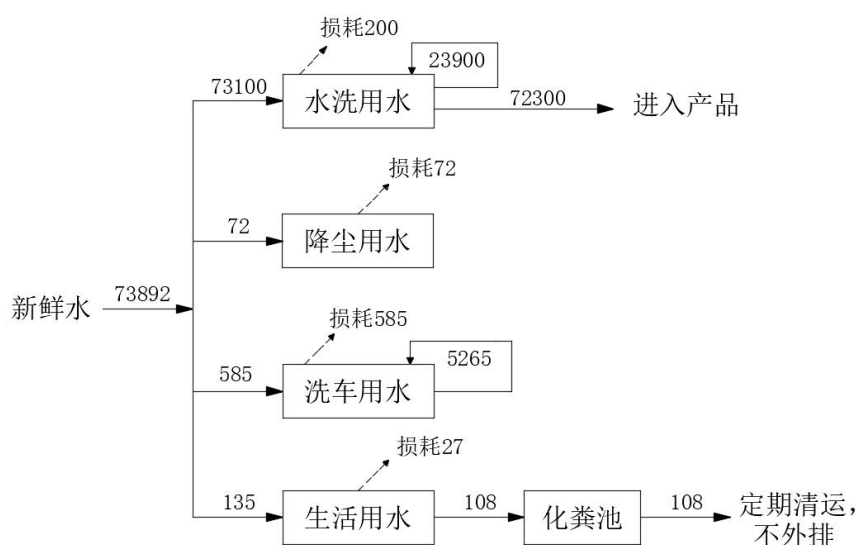 损耗200
23900
73100
水洗用水
72300
进入产品
损耗72
72
降尘用水
新鲜水
73892
损耗585
5265
585
洗车用水
损耗27
135
生活用水
108
化粪池
108
定期清运，
不外排